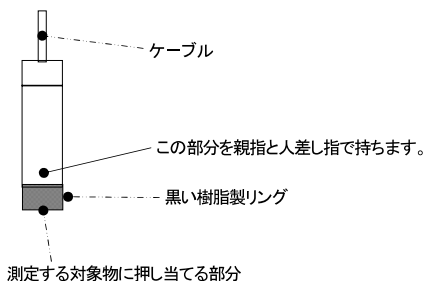 ケーブル
この部分を親指と人差し指で持ちます。
黒い樹脂製リング
測定する対象物に押し当てる部分